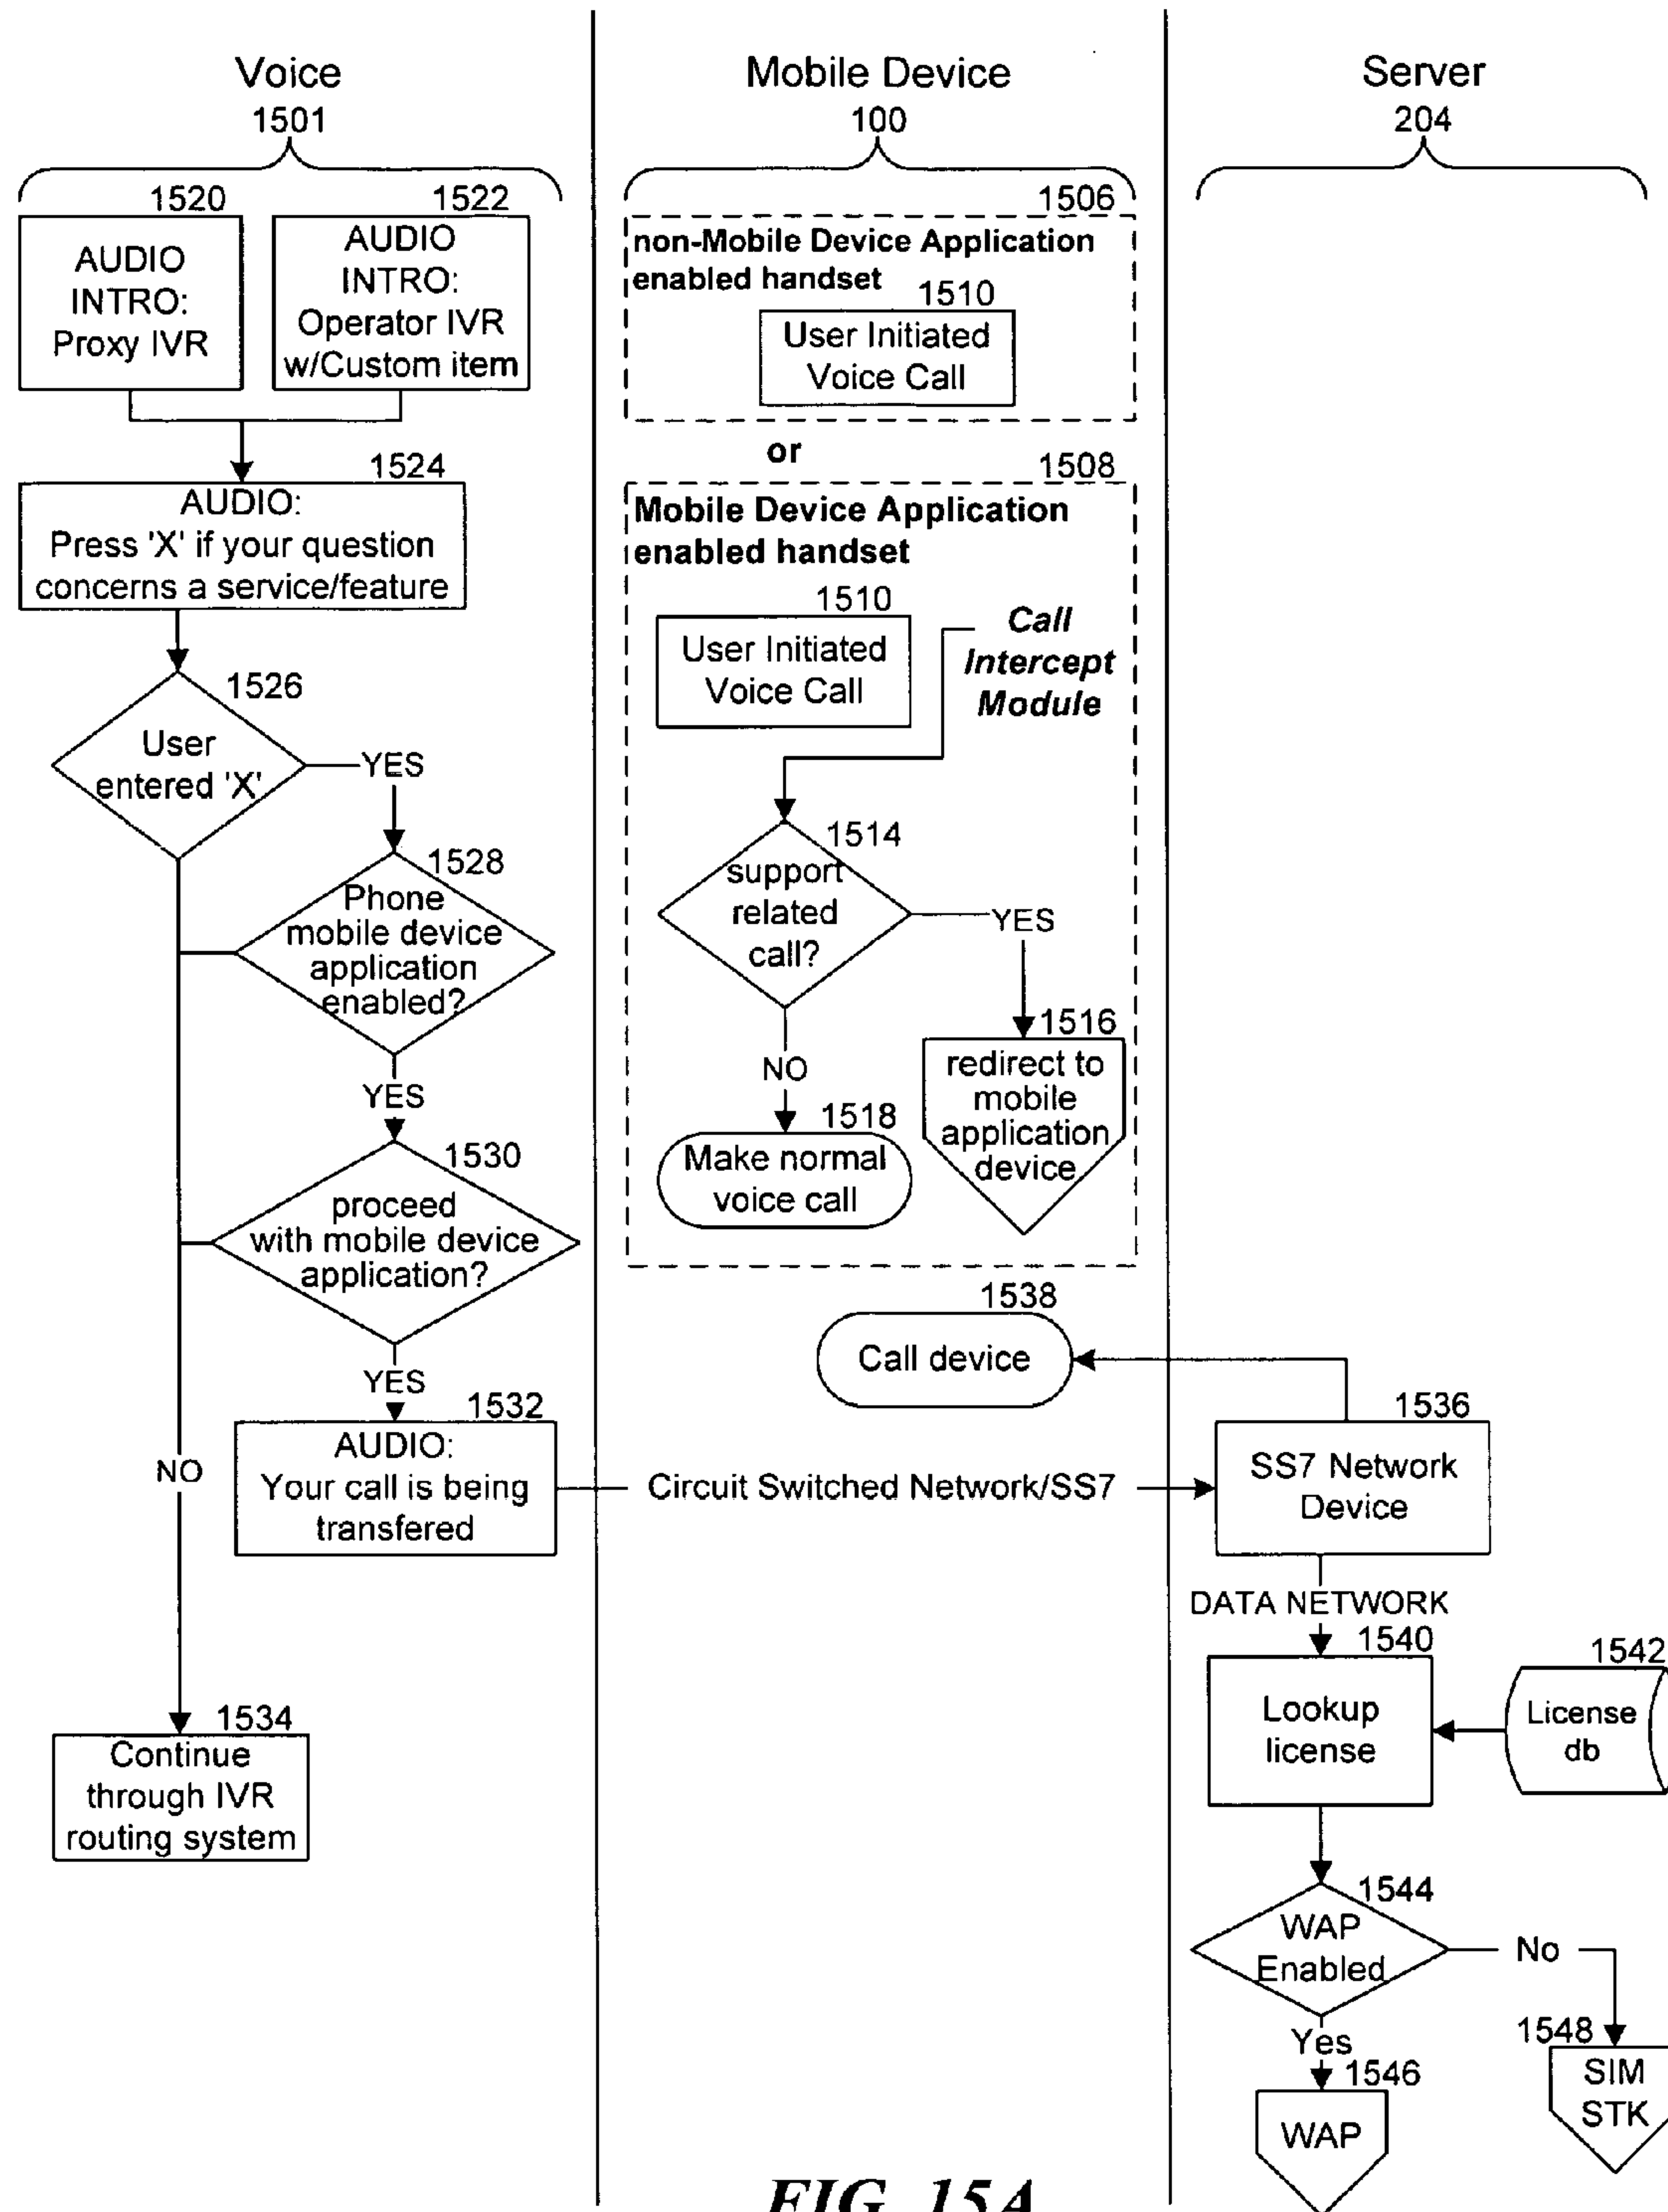 Voice
1501
1520
AUDIO
INTRO:
Proxy IVR
1522
AUDIO
INTRO:
Operator IVR
w/Custom item
1524
AUDIO:
Press 'X' if your question
concerns a service/feature
1526
User
entered 'X'
YES
1528
Phone
mobile device
application
enabled?
YES
1530
proceed
with mobile device
application?
YES
1532
AUDIO:
Your call is being
transfered
NO
1534
Continue
through IVR
routing system
Mobile Device
100
1506
non-Mobile Device Application
enabled handset
1510
User Initiated
Voice Call
or
1508
Mobile Device Application
enabled handset
1510
User Initiated
Voice Call
Call
Intercept
Module
1514
support
related
call?
YES
NO
1516
redirect to
mobile
application
device
1518
Make normal
voice call
1538
Call device
Circuit Switched Network/SS7
Server
204
1536
SS7 Network
Device
DATA NETWORK
1540
Lookup
license
1542
License
db
1544
WAP
Enabled
No
Yes
1546
WAP
1548
SIM
STK
FIG. 15A